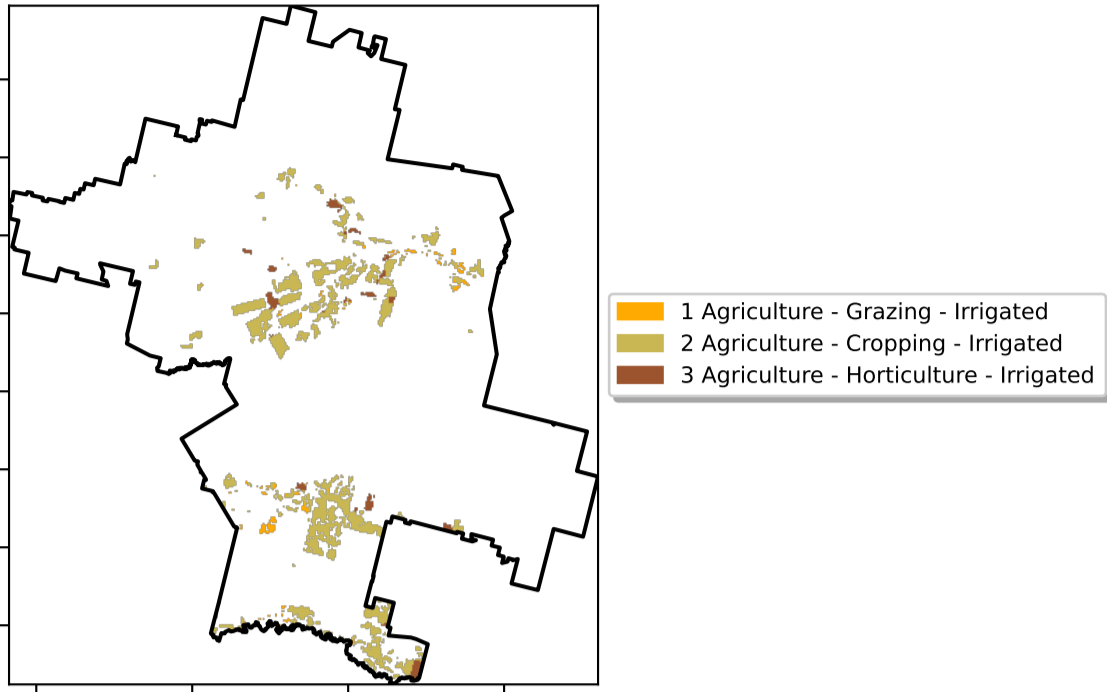 1 Agriculture - Grazing - Irrigated
2 Agriculture - Cropping - Irrigated
3 Agriculture - Horticulture - Irrigated